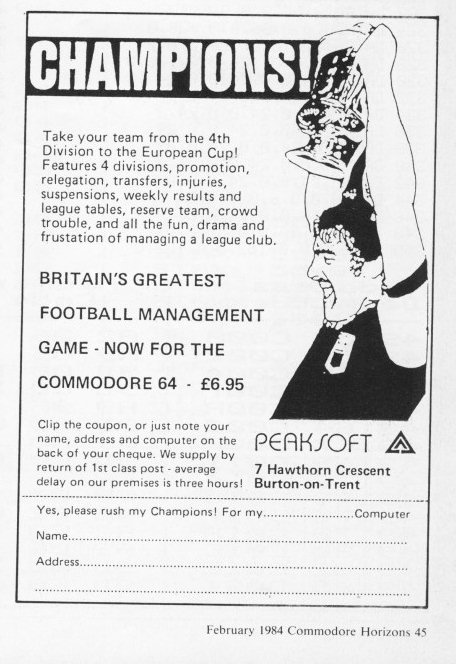 CHAMPIONS!
Take your team from the 4th
Division to the European Cup!
Features 4 divisions, promotion,
relegation, transfers, injuries,
suspensions, weekly results and
league tables, reserve team, crowd
trouble, and all the fun, drama and
frustation of managing a league club.
BRITAIN'S GREATEST
FOOTBALL MANAGEMENT
GAME - NOW FOR THE
COMMODORE 64 - £6.95
Clip the coupon, or just note your
name, address and computer on the
back of your cheque. We supply by
return of 1st class post - average
delay on our premises is three hours!
PEAKSOFT
7 Hawthorn Crescent
Burton-on-Trent
Yes, please rush my Champions! For my........................Computer
Name...............................................................................
Address............................................................................
.......................................................................................
February 1984 Commodore Horizons 45